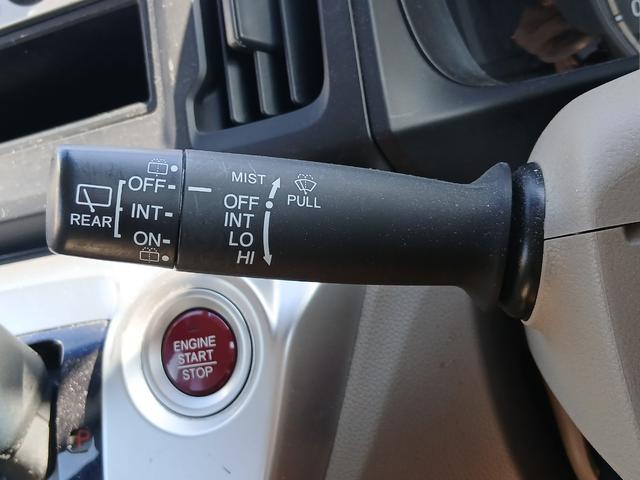 OFF
INT
ON
REAR
MIST
OFF
INT
LO
HI
PULL
ENGINE
START
STOP
P